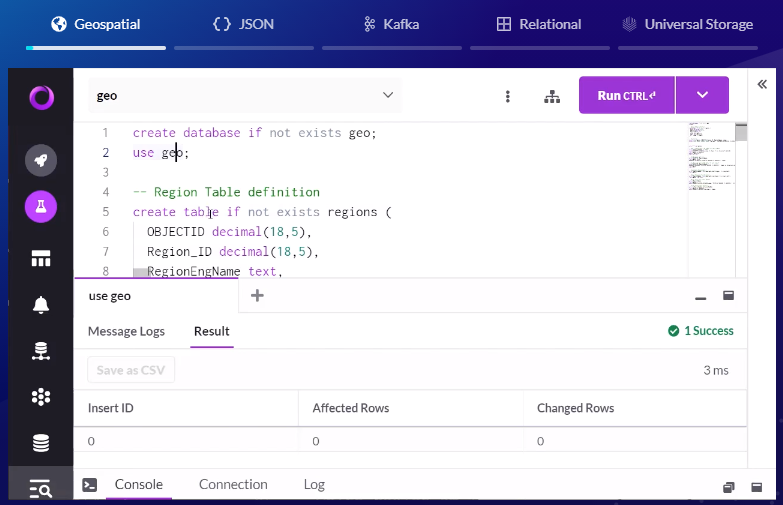 Geospatial
JSON
Kafka
Relational
Universal Storage
geo
Run CTRL↵
1 create database if not exists geo;
2 use geo;
3
4 -- Region Table definition
5 create table if not exists regions (
6 OBJECTID decimal(18,5),
7 Region_ID decimal(18,5),
8 RegionEngName text,
use geo
Message Logs
Result
1 Success
Save as CSV
3 ms
Insert ID
Affected Rows
Changed Rows
0
0
0
Console
Connection
Log